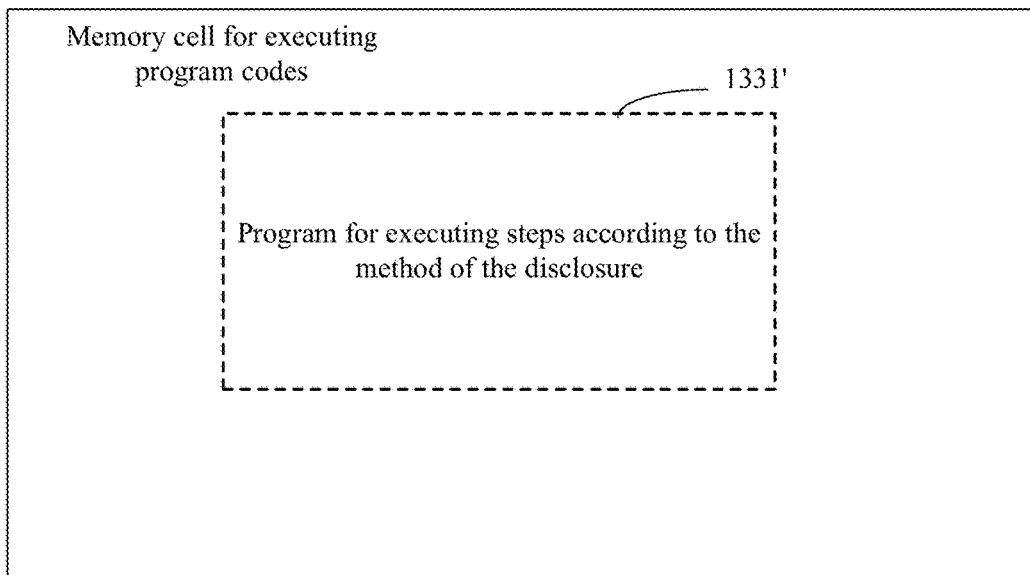 Memory cell for executing
program codes
1331'
Program for executing steps according to the
method of the disclosure